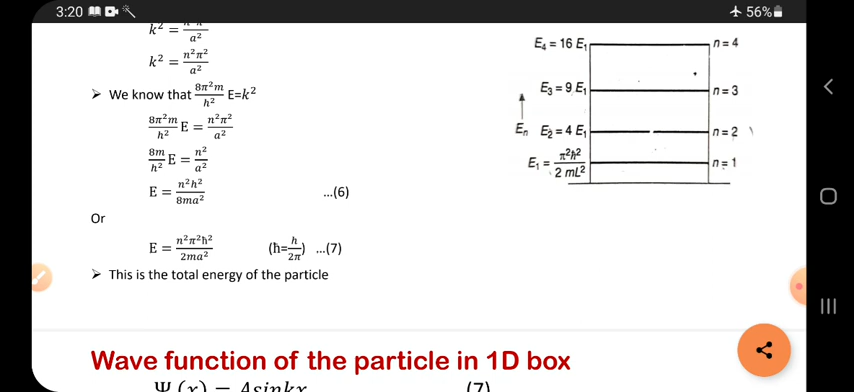 3:20
56%
k² = n²π²/a²
➤ We know that 8π²m/h² E=k²
8π²m/h² E = n²π²/a²
8m/h² E = n²/a²
E = n²h²/8ma² ...(6)
Or
E = n²π²ħ²/2ma² (ħ=h/2π) ...(7)
➤ This is the total energy of the particle
E₄ = 16 E₁ n = 4
E₃ = 9 E₁ n = 3
Eₙ E₂ = 4 E₁ n = 2
E₁ = π²ħ²/2 mL² n = 1
Wave function of the particle in 1D box
Ψ (x) = Asinkx (7)